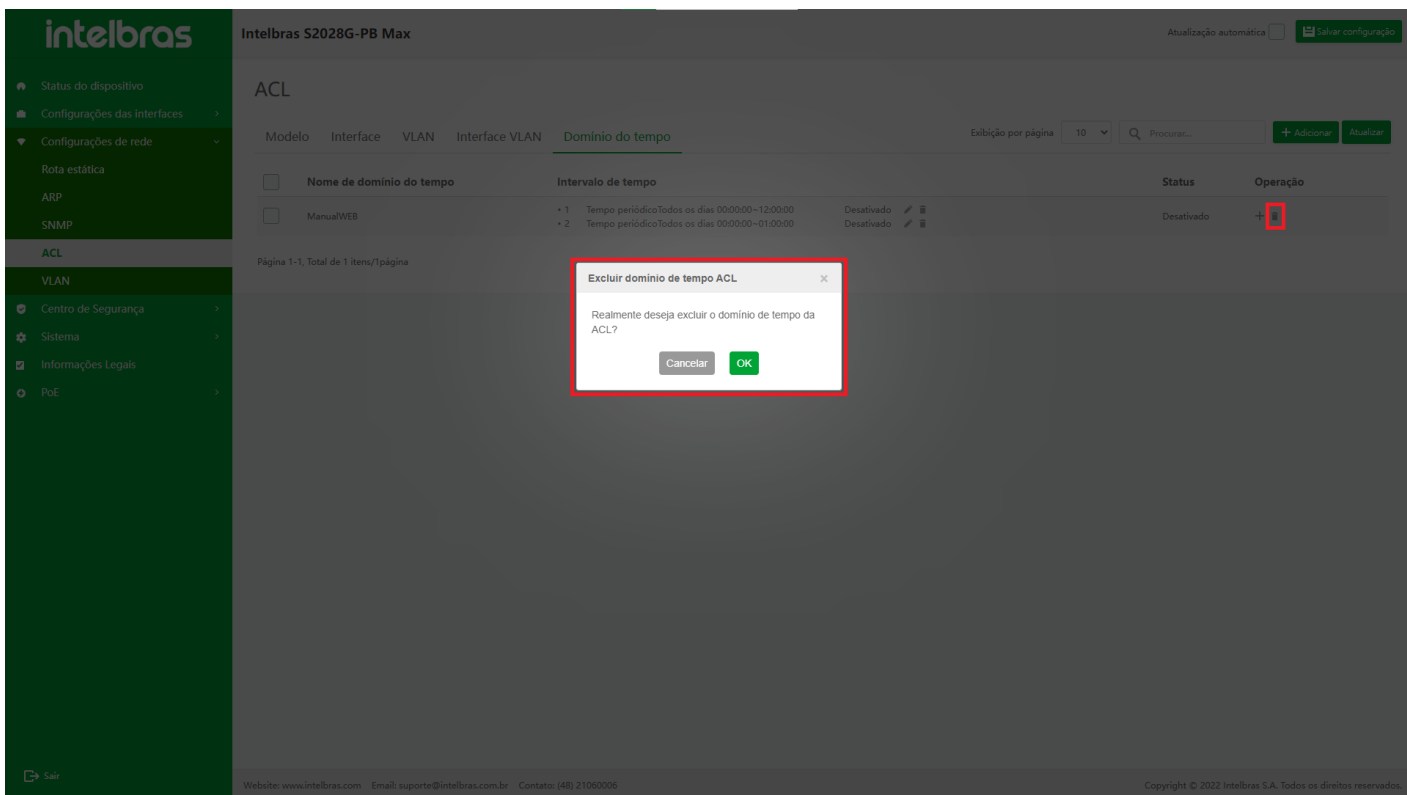 intelbras
Intelbras S2028G-PB Max
Atualização automática
Salvar configuração
Status do dispositivo
Configurações das interfaces
Configurações de rede
Rota estática
ARP
SNMP
ACL
VLAN
Centro de Segurança
Sistema
Informações Legais
PoE
Sair
ACL
Modelo Interface VLAN Interface VLAN Domínio do tempo
Exibição por página 10 Procurar... + Adicionar Atualizar
Nome de domínio do tempo Intervalo de tempo Status Operação
ManualWEB
• 1 Tempo periódicoTodos os dias 00:00:00~12:00:00 Desativado
• 2 Tempo periódicoTodos os dias 00:00:00~01:00:00 Desativado
Desativado
Página 1-1, Total de 1 itens/1página
Excluir domínio de tempo ACL ×
Realmente deseja excluir o domínio de tempo da
ACL?
Cancelar OK
Website: www.intelbras.com Email: suporte@intelbras.com.br Contato: (48) 21060006
Copyright © 2022 Intelbras S.A. Todos os direitos reservados.